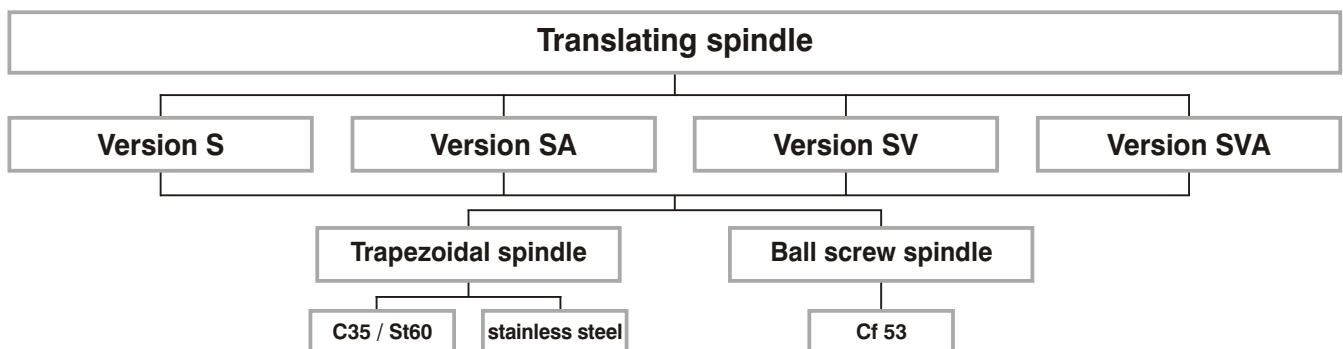 Translating spindle
Version S
Version SA
Version SV
Version SVA
Trapezoidal spindle
Ball screw spindle
C35 / St60
stainless steel
Cf 53